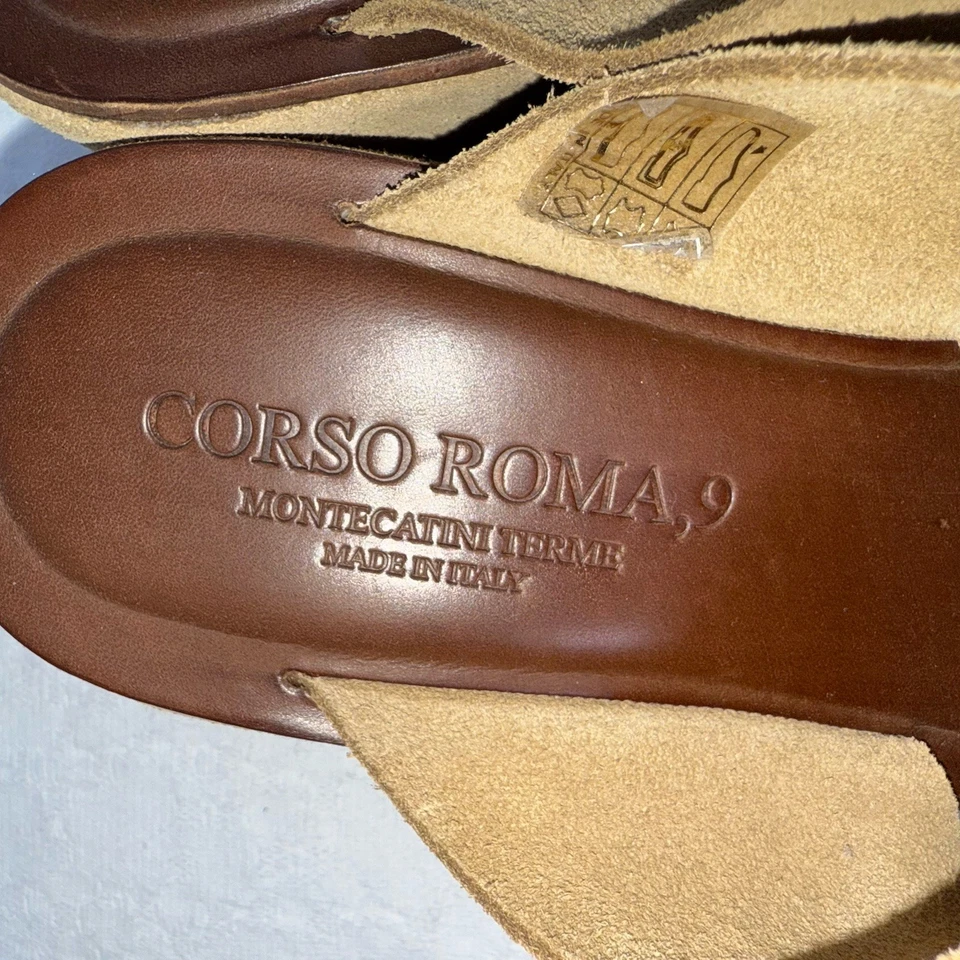 CORSO ROMA,9
MONTECATINI TERME
MADE IN ITALY